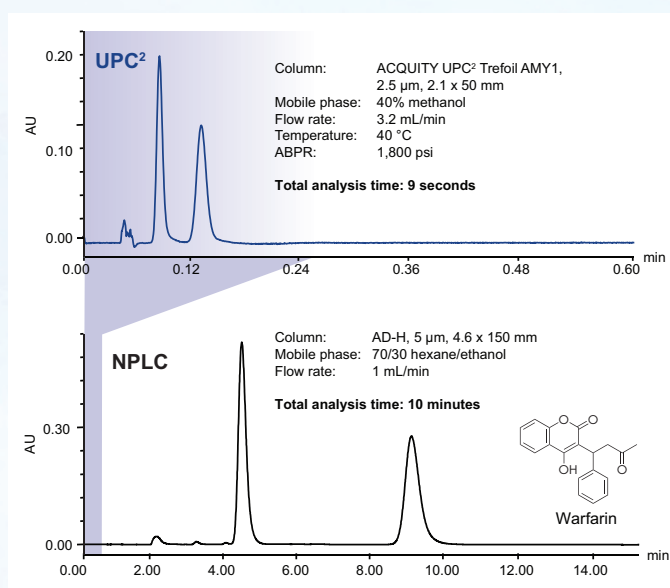 UPC²
Column: ACQUITY UPC² Trefoil AMY1,
2.5 µm, 2.1 x 50 mm
Mobile phase: 40% methanol
Flow rate: 3.2 mL/min
Temperature: 40 °C
ABPR: 1,800 psi
Total analysis time: 9 seconds
AU
0.20
0.10
0.00
0.00 0.12 0.24 0.36 0.48 0.60 min
NPLC
Column: AD-H, 5 µm, 4.6 x 150 mm
Mobile phase: 70/30 hexane/ethanol
Flow rate: 1 mL/min
Total analysis time: 10 minutes
AU
0.30
0.00
O O
OH O
Warfarin
0.00 2.00 4.00 6.00 8.00 10.00 12.00 14.00 min